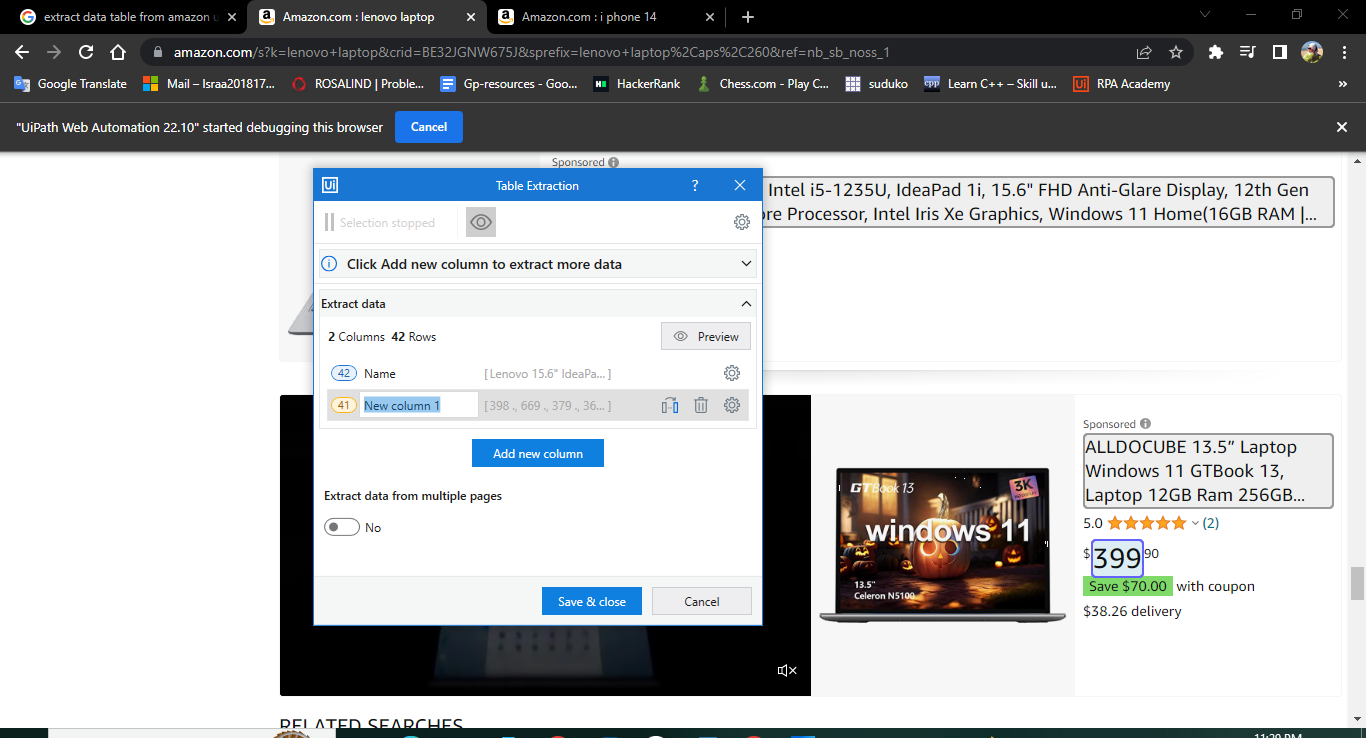 extract data table from amazon u
Amazon.com : lenovo laptop
Amazon.com : i phone 14
amazon.com/s?k=lenovo+laptop&crid=BE32JGNW675J&sprefix=lenovo+laptop%2Caps%2C260&ref=nb_sb_noss_1
Google Translate
Mail – Israa201817...
ROSALIND | Proble...
Gp-resources - Goo...
HackerRank
Chess.com - Play C...
suduko
Learn C++ – Skill u...
RPA Academy
"UiPath Web Automation 22.10" started debugging this browser
Cancel
Sponsored
Intel i5-1235U, IdeaPad 1i, 15.6" FHD Anti-Glare Display, 12th Gen
ore Processor, Intel Iris Xe Graphics, Windows 11 Home(16GB RAM |...
Ui
Table Extraction
?
Selection stopped
Click Add new column to extract more data
Extract data
2 Columns 42 Rows
Preview
42 Name [ Lenovo 15.6" IdeaPa... ]
41 New column 1 [ 398 ., 669 ., 379 ., 36... ]
Add new column
Extract data from multiple pages
No
Save & close
Cancel
GTBook 13
3K
windows 11
13.5"
Celeron N5100
Sponsored
ALLDOCUBE 13.5” Laptop
Windows 11 GTBook 13,
Laptop 12GB Ram 256GB...
5.0 (2)
$399 90
Save $70.00 with coupon
$38.26 delivery
RELATED SEARCHES
11:20 PM